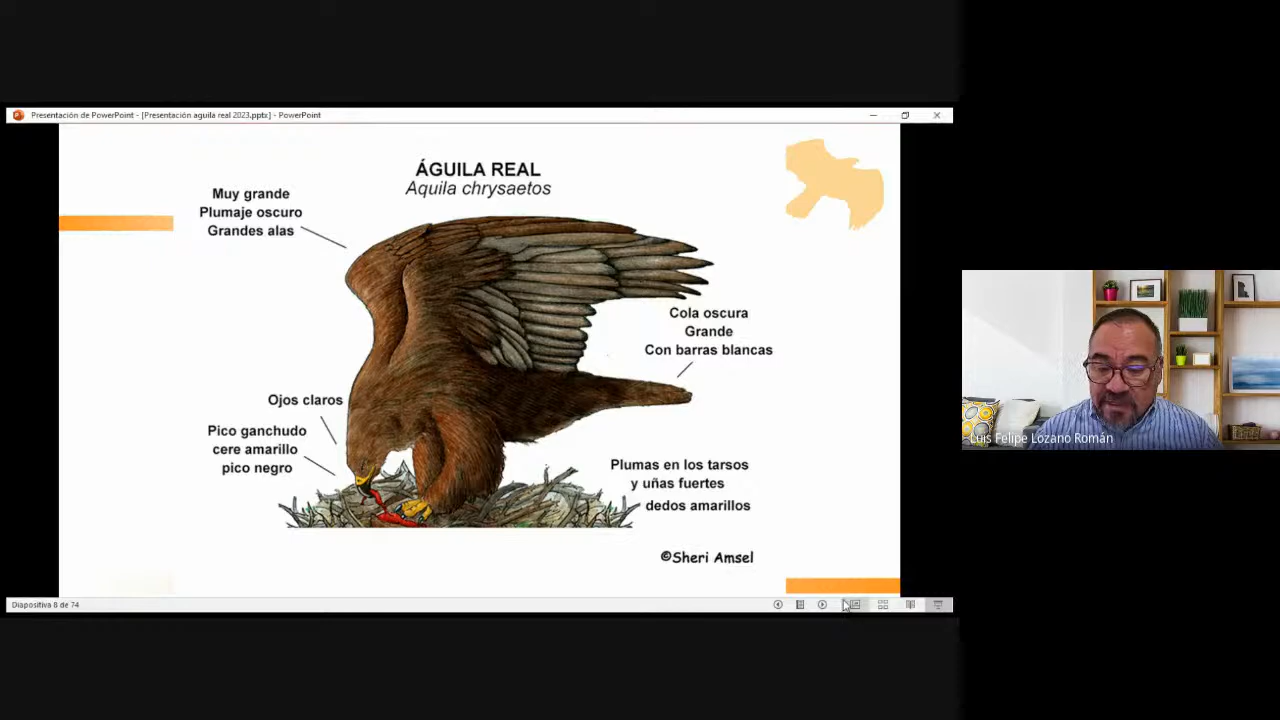 Presentación de PowerPoint - [Presentación aguila real 2023.pptx] - PowerPoint
ÁGUILA REAL
Aquila chrysaetos
Muy grande
Plumaje oscuro
Grandes alas
Cola oscura
Grande
Con barras blancas
Ojos claros
Pico ganchudo
cere amarillo
pico negro
Plumas en los tarsos
y uñas fuertes
dedos amarillos
©Sheri Amsel
Diapositiva 8 de 74
Luis Felipe Lozano Román